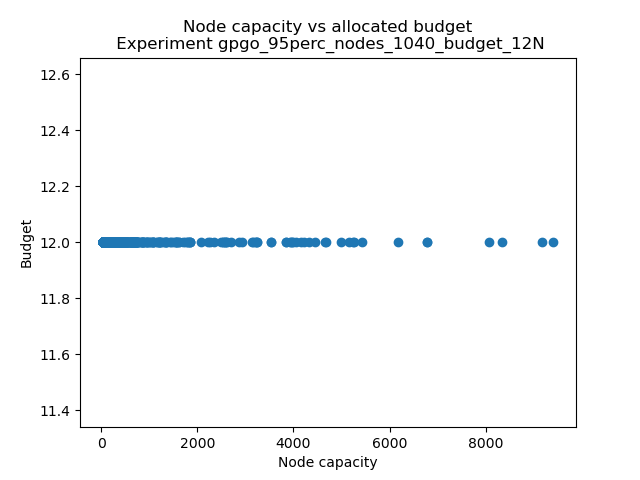 Node capacity vs allocated budget
Experiment gpgo_95perc_nodes_1040_budget_12N
12.6
12.4
12.2
12.0
11.8
11.6
11.4
Budget
0 2000 4000 6000 8000
Node capacity